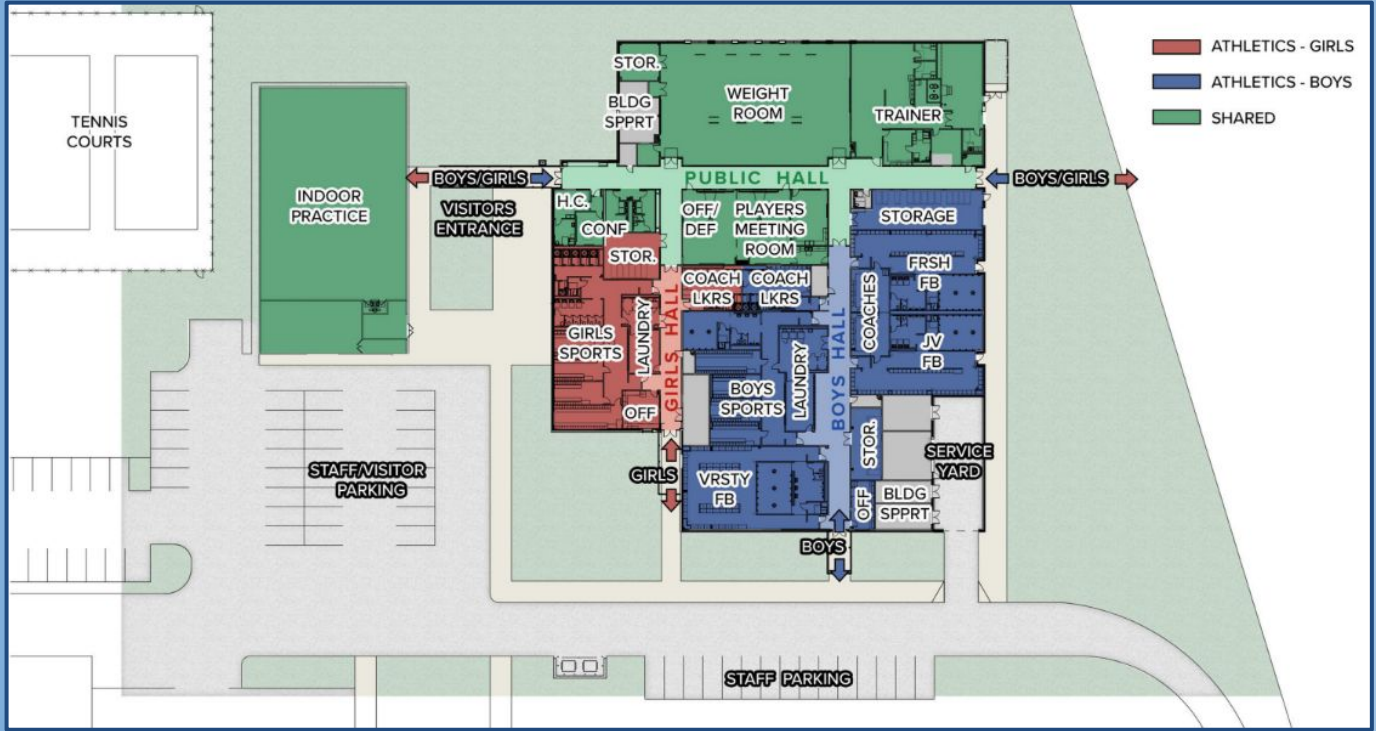 ATHLETICS - GIRLS
ATHLETICS - BOYS
SHARED
TENNIS
COURTS
INDOOR
PRACTICE
STOR.
BLDG
SPPRT
WEIGHT
ROOM
TRAINER
BOYS/GIRLS
VISITORS
ENTRANCE
PUBLIC HALL
BOYS/GIRLS
H.C.
CONF
STOR.
OFF/
DEF
PLAYERS
MEETING
ROOM
STORAGE
FRSH
FB
COACHES
JV
FB
COACH
LKRS
COACH
LKRS
GIRLS
SPORTS
LAUNDRY
OFF
GIRLS HALL
BOYS
SPORTS
LAUNDRY
BOYS HALL
STOR.
OFF
BLDG
SPPRT
SERVICE
YARD
VRSTY
FB
GIRLS
BOYS
STAFF/VISITOR
PARKING
STAFF PARKING